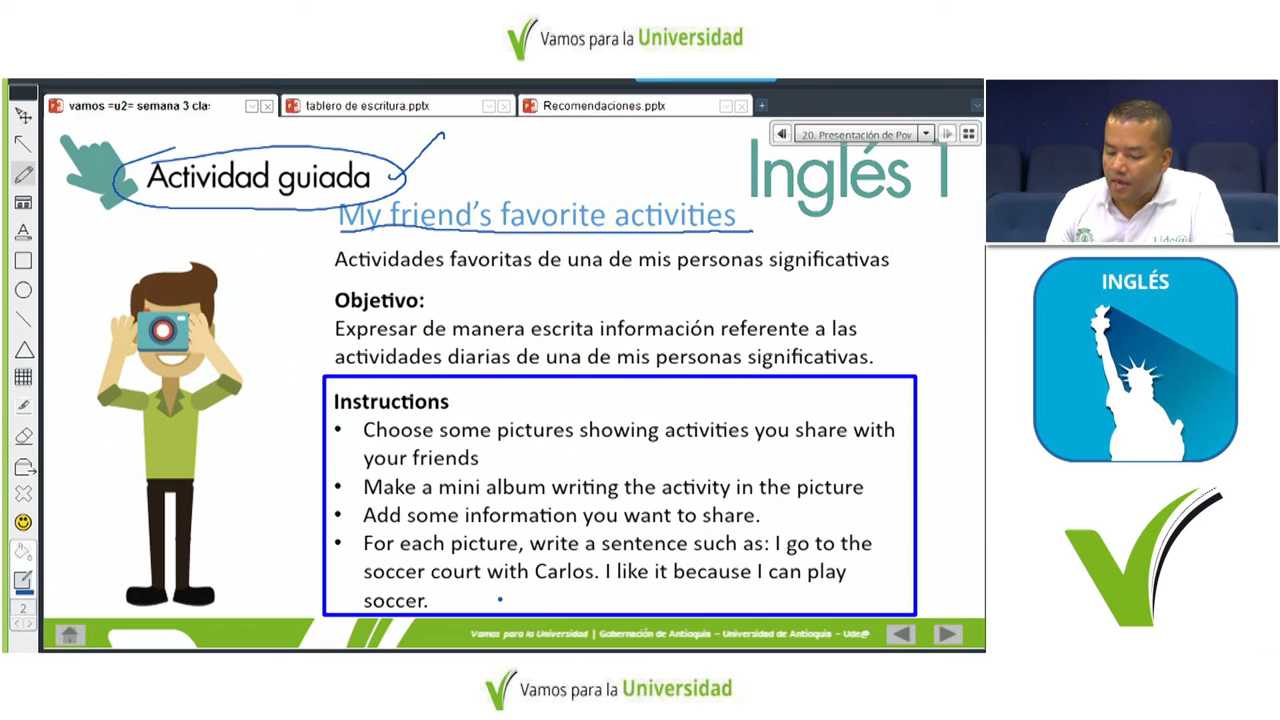 Vamos para la Universidad
vamos =u2= semana 3 cla:
tablero de escritura.pptx
Recomendaciones.pptx
20. Presentación de Pov
Actividad guiada
Inglés 1
My friend's favorite activities
Actividades favoritas de una de mis personas significativas
Objetivo:
Expresar de manera escrita información referente a las
actividades diarias de una de mis personas significativas.
Instructions
• Choose some pictures showing activities you share with
your friends
• Make a mini album writing the activity in the picture
• Add some information you want to share.
• For each picture, write a sentence such as: I go to the
soccer court with Carlos. I like it because I can play
soccer.
2
Vamos para la Universidad | Gobernación de Antioquia – Universidad de Antioquia – Ude@
Ude@
INGLÉS
Vamos para la Universidad